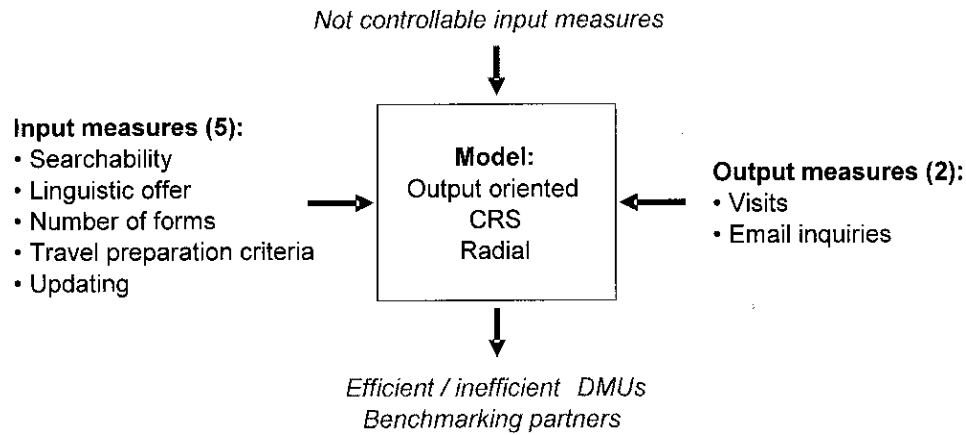 Not controllable input measures
Input measures (5):
• Searchability
• Linguistic offer
• Number of forms
• Travel preparation criteria
• Updating
Model:
Output oriented
CRS
Radial
Output measures (2):
• Visits
• Email inquiries
Efficient / inefficient DMUs
Benchmarking partners